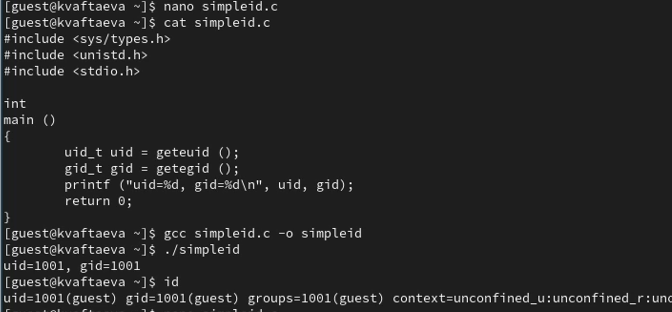 [guest@kvaftaeva ~]$ nano simpleid.c
[guest@kvaftaeva ~]$ cat simpleid.c
#include <sys/types.h>
#include <unistd.h>
#include <stdio.h>

int
main ()
{
        uid_t uid = geteuid ();
        gid_t gid = getegid ();
        printf ("uid=%d, gid=%d\n", uid, gid);
        return 0;
}
[guest@kvaftaeva ~]$ gcc simpleid.c -o simpleid
[guest@kvaftaeva ~]$ ./simpleid
uid=1001, gid=1001
[guest@kvaftaeva ~]$ id
uid=1001(guest) gid=1001(guest) groups=1001(guest) context=unconfined_u:unconfined_r:unc